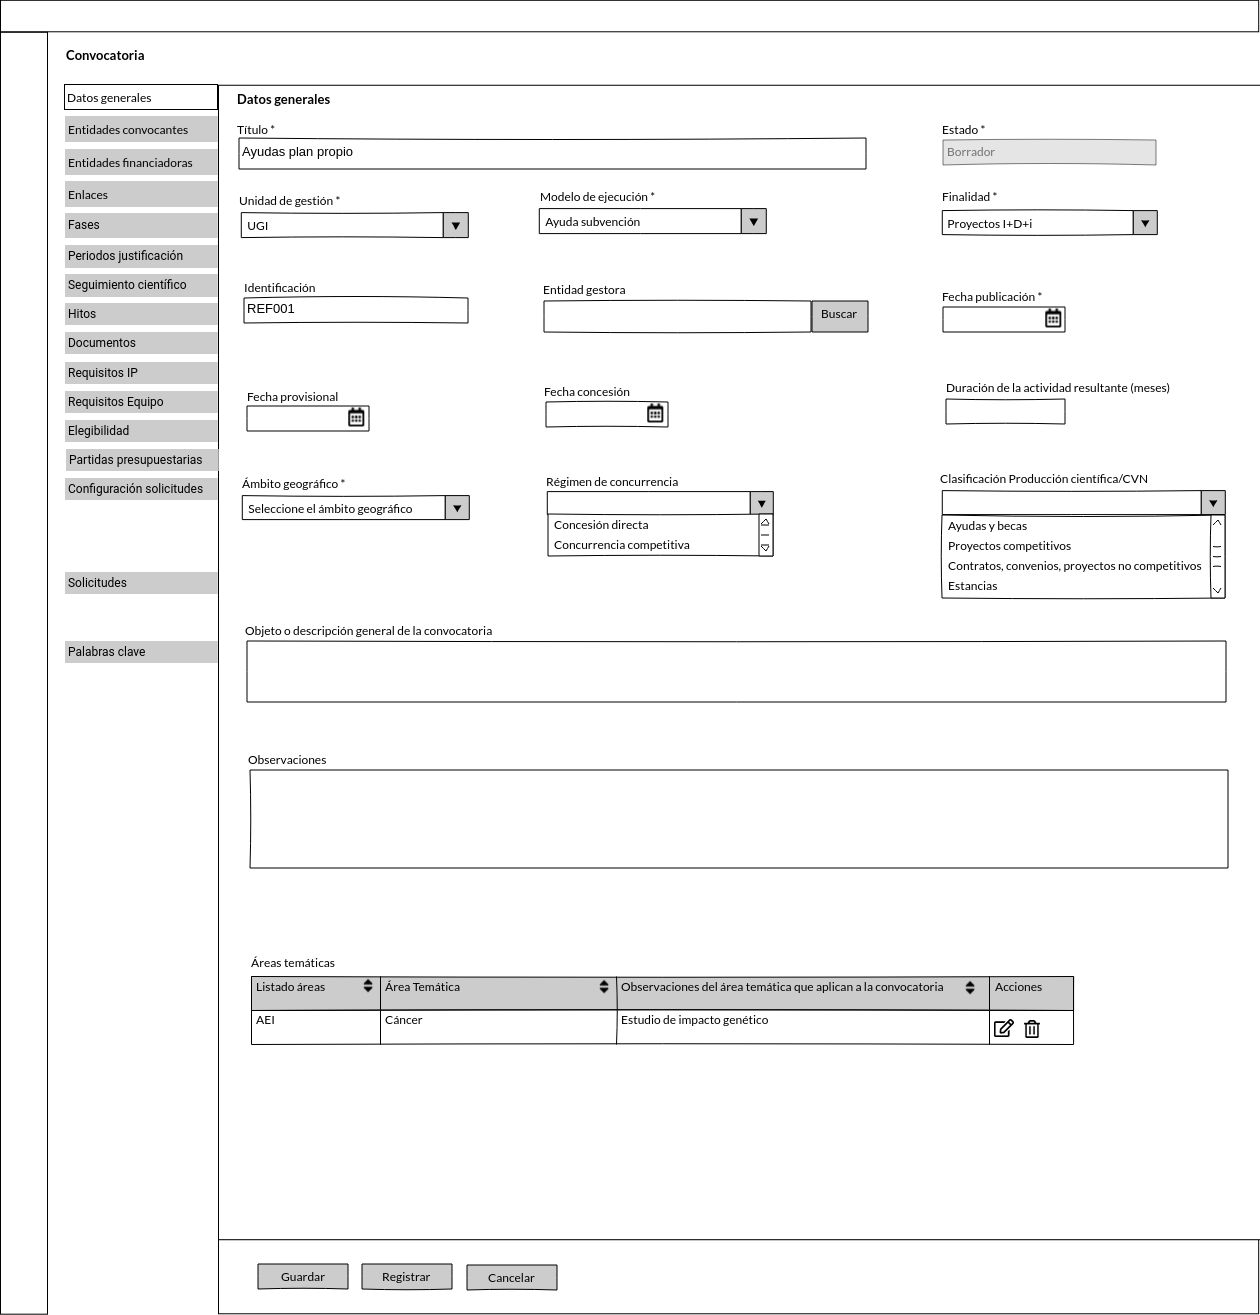 Convocatoria
Datos generales
Entidades convocantes
Entidades financiadoras
Enlaces
Fases
Periodos justificación
Seguimiento científico
Hitos
Documentos
Requisitos IP
Requisitos Equipo
Elegibilidad
Partidas presupuestarias
Configuración solicitudes
Solicitudes
Palabras clave
Datos generales
Título * Estado *
Ayudas plan propio Borrador
Unidad de gestión * Modelo de ejecución * Finalidad *
UGI Ayuda subvención Proyectos I+D+i
Identificación Entidad gestora Fecha publicación *
REF001 Buscar
Fecha provisional Fecha concesión Duración de la actividad resultante (meses)
Ámbito geográfico * Régimen de concurrencia Clasificación Producción científica/CVN
Seleccione el ámbito geográfico
Concesión directa
Concurrencia competitiva
Ayudas y becas
Proyectos competitivos
Contratos, convenios, proyectos no competitivos
Estancias
Objeto o descripción general de la convocatoria
Observaciones
Áreas temáticas
Listado áreas Área Temática Observaciones del área temática que aplican a la convocatoria Acciones
AEI Cáncer Estudio de impacto genético
Guardar Registrar Cancelar